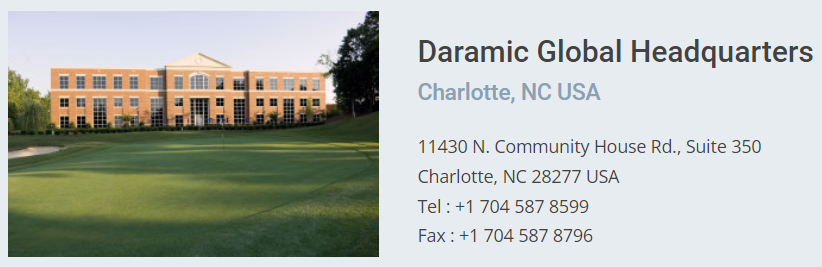 Daramic Global Headquarters
Charlotte, NC USA
11430 N. Community House Rd., Suite 350
Charlotte, NC 28277 USA
Tel : +1 704 587 8599
Fax : +1 704 587 8796